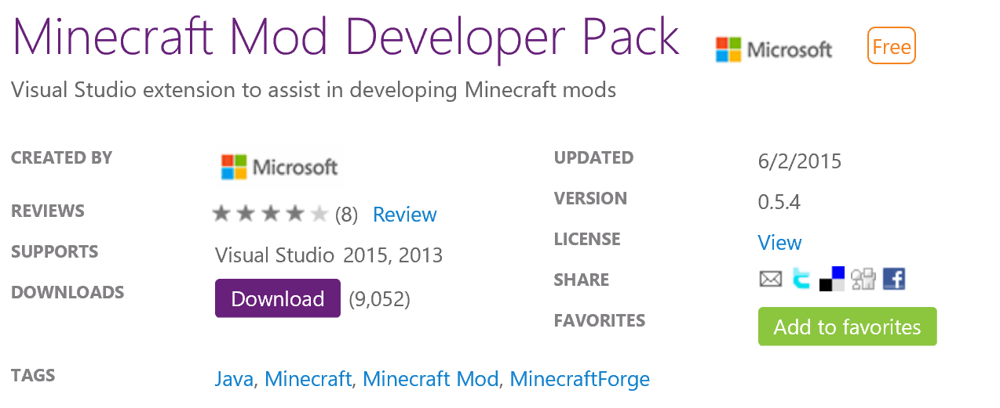 Minecraft Mod Developer Pack Microsoft Free
Visual Studio extension to assist in developing Minecraft mods
CREATED BY Microsoft
REVIEWS (8) Review
SUPPORTS Visual Studio 2015, 2013
DOWNLOADS Download (9,052)
UPDATED 6/2/2015
VERSION 0.5.4
LICENSE View
SHARE
FAVORITES Add to favorites
TAGS Java, Minecraft, Minecraft Mod, MinecraftForge